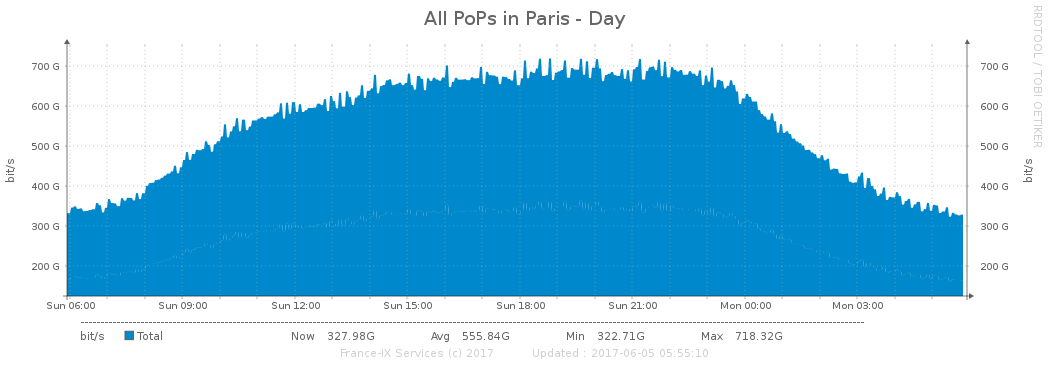 All PoPs in Paris - Day
RRDTOOL / TOBI OETIKER
700 G 700 G
600 G 600 G
500 G 500 G
400 G 400 G
300 G 300 G
200 G 200 G
bit/s bit/s
Sun 06:00 Sun 09:00 Sun 12:00 Sun 15:00 Sun 18:00 Sun 21:00 Mon 00:00 Mon 03:00
bit/s Total Now 327.98G Avg 555.84G Min 322.71G Max 718.32G
France-IX Services (c) 2017 Updated : 2017-06-05 05:55:10